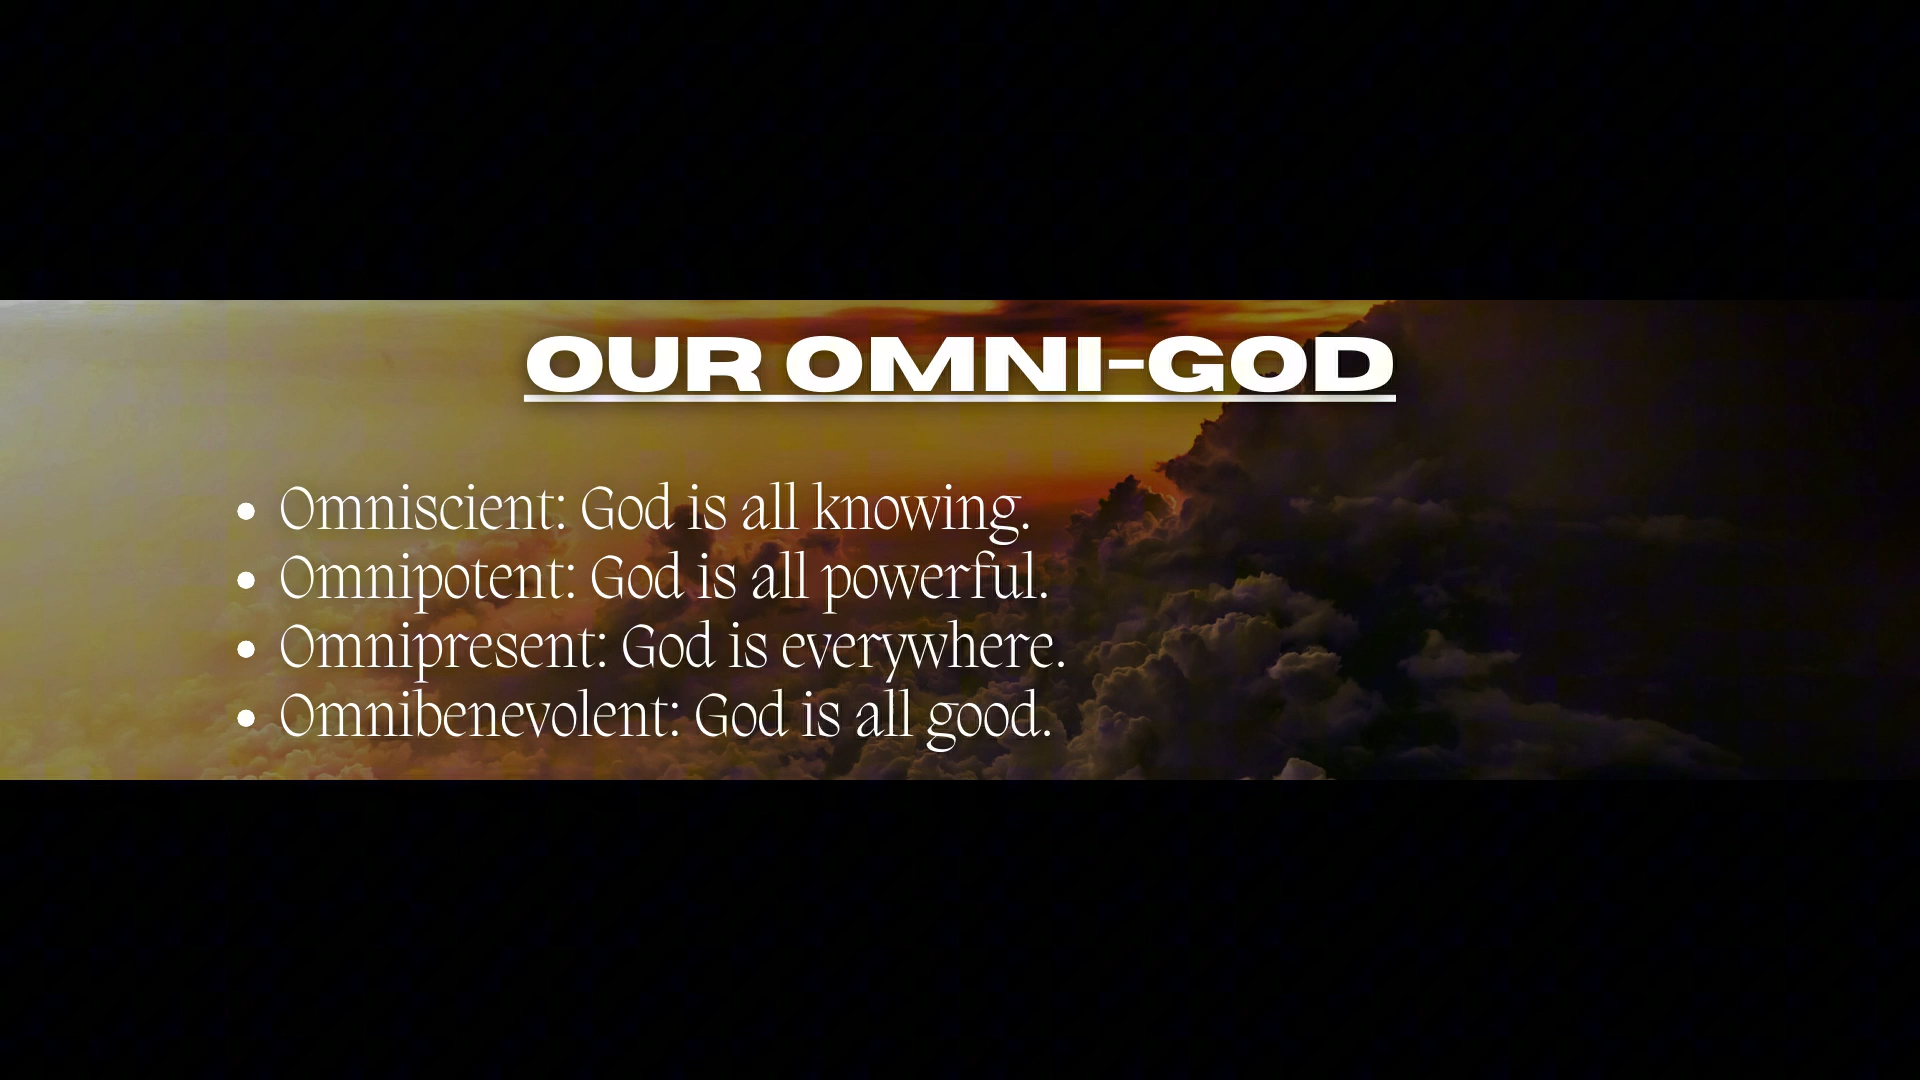 OUR OMNI-GOD
• Omniscient: God is all knowing.
• Omnipotent: God is all powerful.
• Omnipresent: God is everywhere.
• Omnibenevolent: God is all good.